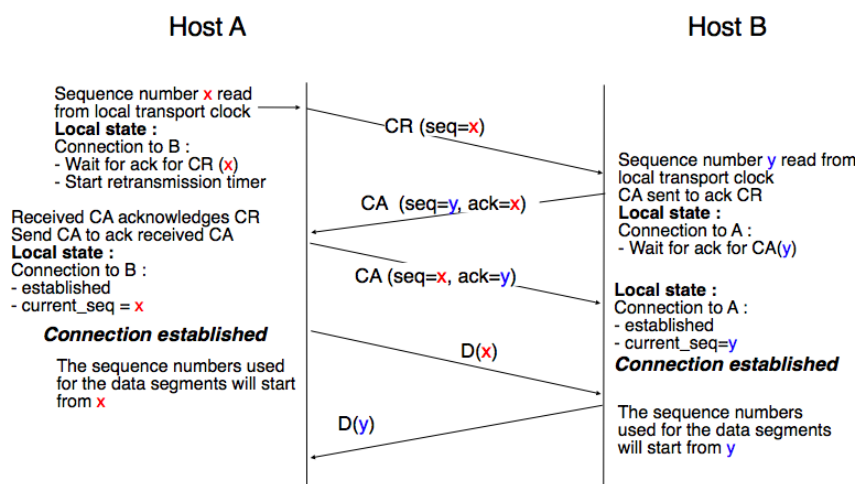 Host A
Host B
Sequence number x read
from local transport clock
Local state :
Connection to B :
- Wait for ack for CR (x)
- Start retransmission timer
CR (seq=x)
Sequence number y read from
local transport clock
CA sent to ack CR
Local state :
Connection to A :
- Wait for ack for CA(y)
CA (seq=y, ack=x)
Received CA acknowledges CR
Send CA to ack received CA
Local state :
Connection to B :
- established
- current_seq = x
Connection established
CA (seq=x, ack=y)
Local state :
Connection to A :
- established
- current_seq=y
Connection established
The sequence numbers used
for the data segments will start
from x
D(x)
D(y)
The sequence numbers
used for the data segments
will start from y